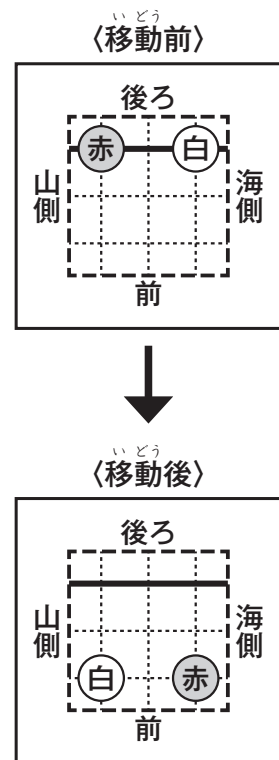 いどう
〈移動前〉
後ろ
赤 白
山側 海側
前
いどう
〈移動後〉
後ろ
山側 海側
白 赤
前